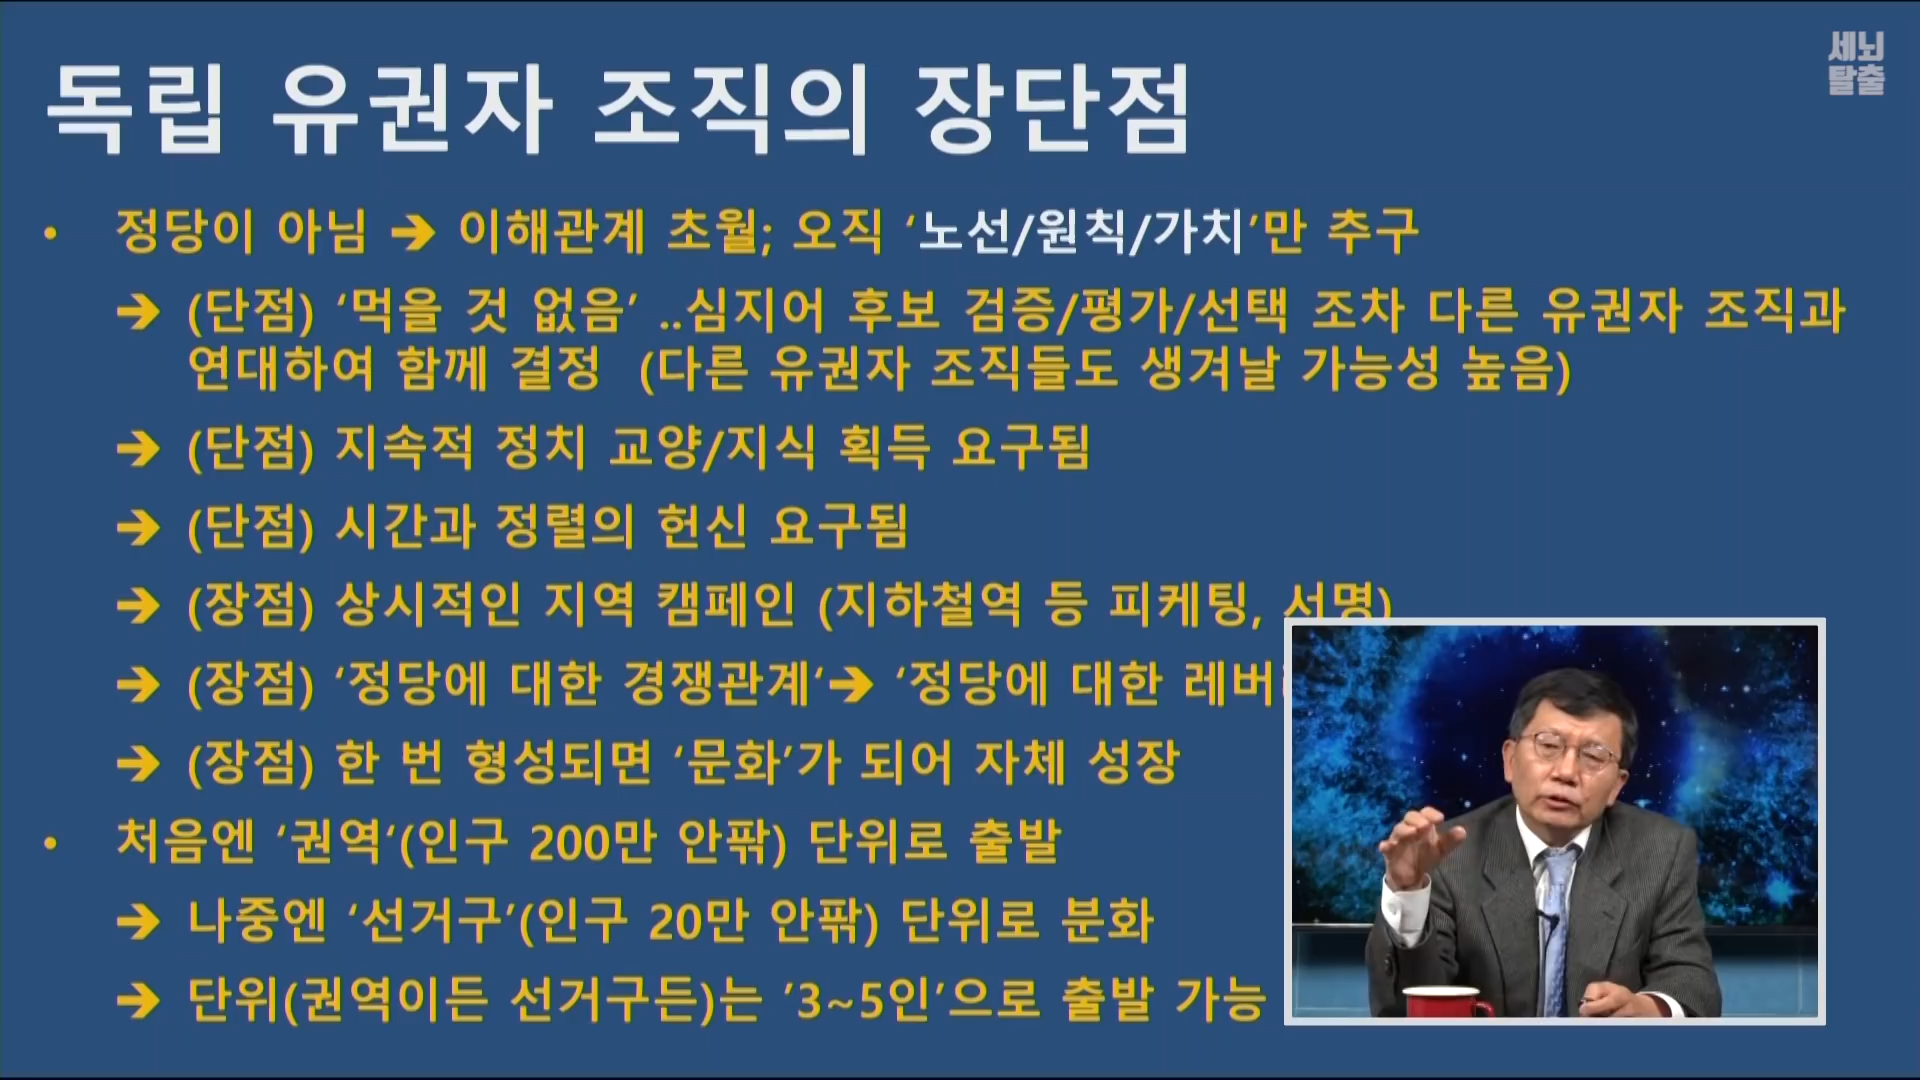 세뇌
탈출
독립 유권자 조직의 장단점
• 정당이 아님 ➔ 이해관계 초월; 오직 ‘노선/원칙/가치’만 추구
➔ (단점) ‘먹을 것 없음’ ..심지어 후보 검증/평가/선택 조차 다른 유권자 조직과
연대하여 함께 결정 (다른 유권자 조직들도 생겨날 가능성 높음)
➔ (단점) 지속적 정치 교양/지식 획득 요구됨
➔ (단점) 시간과 정렬의 헌신 요구됨
➔ (장점) 상시적인 지역 캠페인 (지하철역 등 피케팅, 서명)
➔ (장점) ‘정당에 대한 경쟁관계‘➔ ‘정당에 대한
➔ (장점) 한 번 형성되면 ‘문화’가 되어 자체 성장
• 처음엔 ‘권역‘(인구 200만 안팎) 단위로 출발
➔ 나중엔 ‘선거구’(인구 20만 안팎) 단위로 분화
➔ 단위(권역이든 선거구든)는 ’3~5인’으로 출발 가능